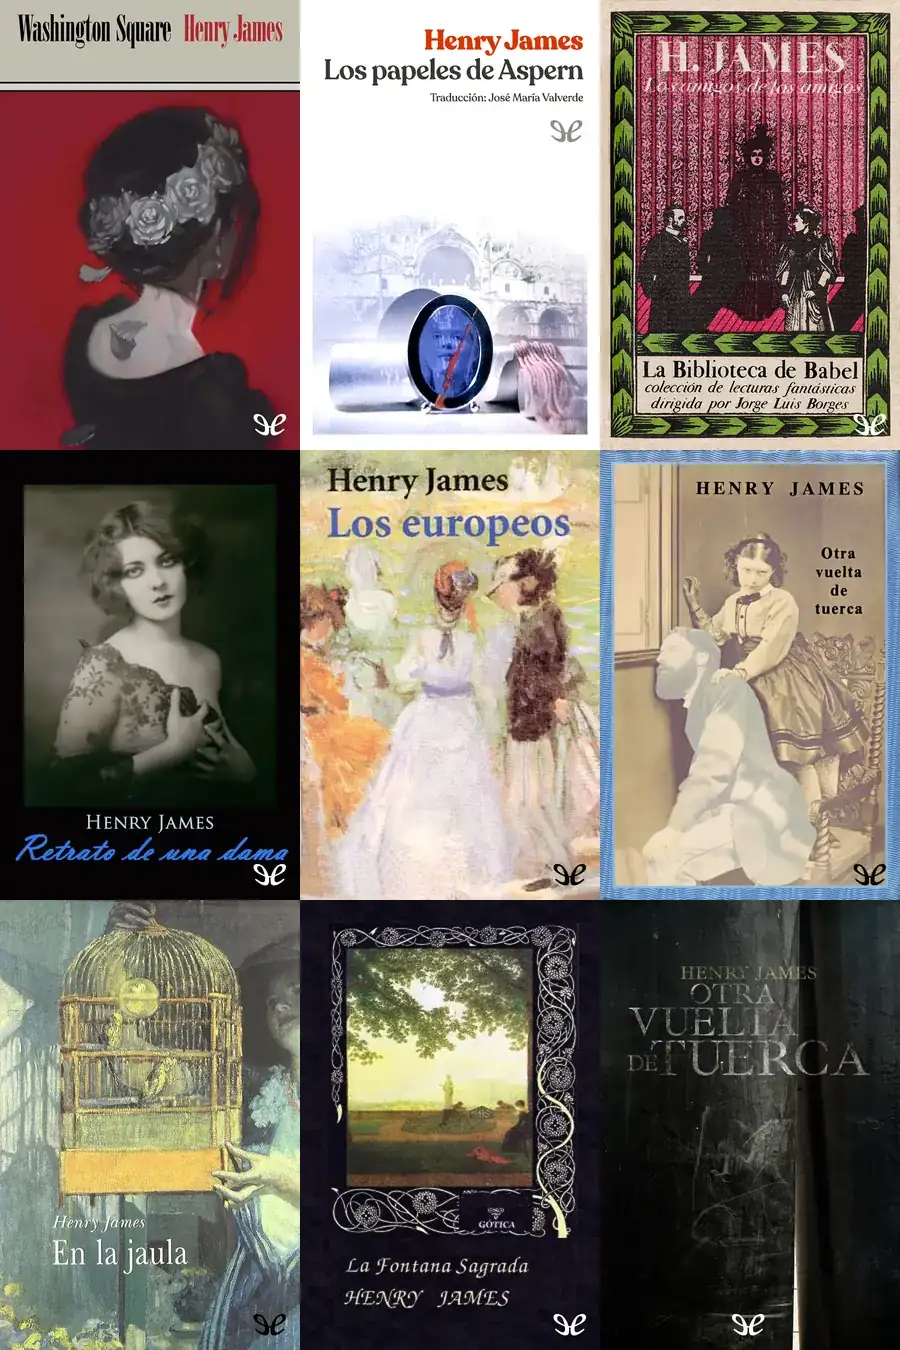 Washington Square Henry James
Henry James
Los papeles de Aspern
Traducción: José María Valverde
H. JAMES
Los amigos de los amigos
La Biblioteca de Babel
colección de lecturas fantásticas
dirigida por Jorge Luis Borges
HENRY JAMES
Retrato de una dama
Henry James
Los europeos
HENRY JAMES
Otra
vuelta
de
tuerca
Henry James
En la jaula
GÓTICA
La Fontana Sagrada
HENRY JAMES
HENRY JAMES
OTRA
VUELTA
DE TUERCA